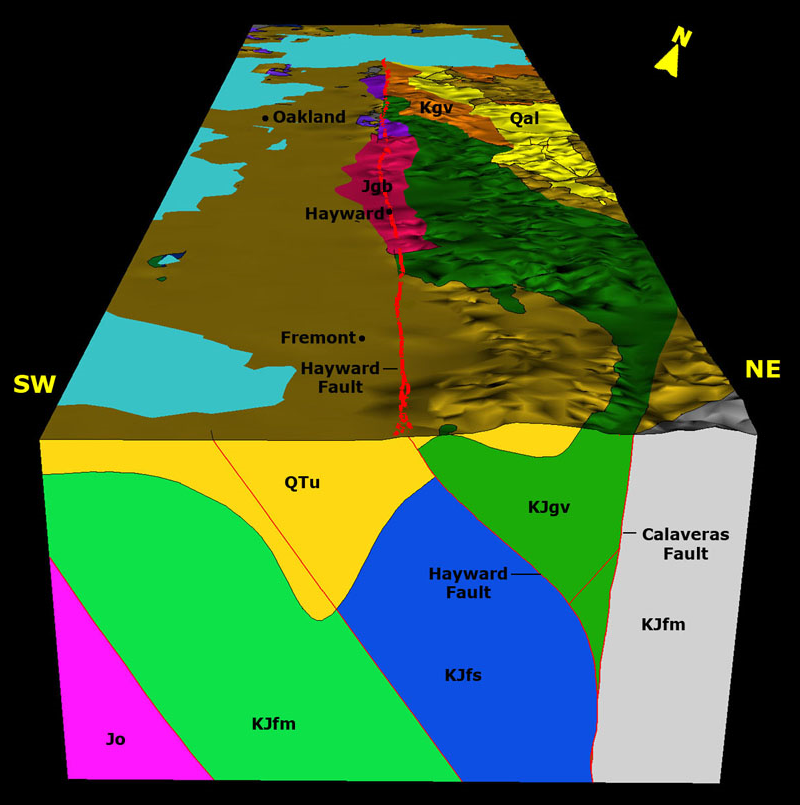 N
Oakland
Kgv
Qal
Jgb
Hayward
Fremont
Hayward
Fault
SW
NE
QTu
KJgv
Calaveras
Fault
Hayward
Fault
KJfm
KJfs
KJfm
Jo